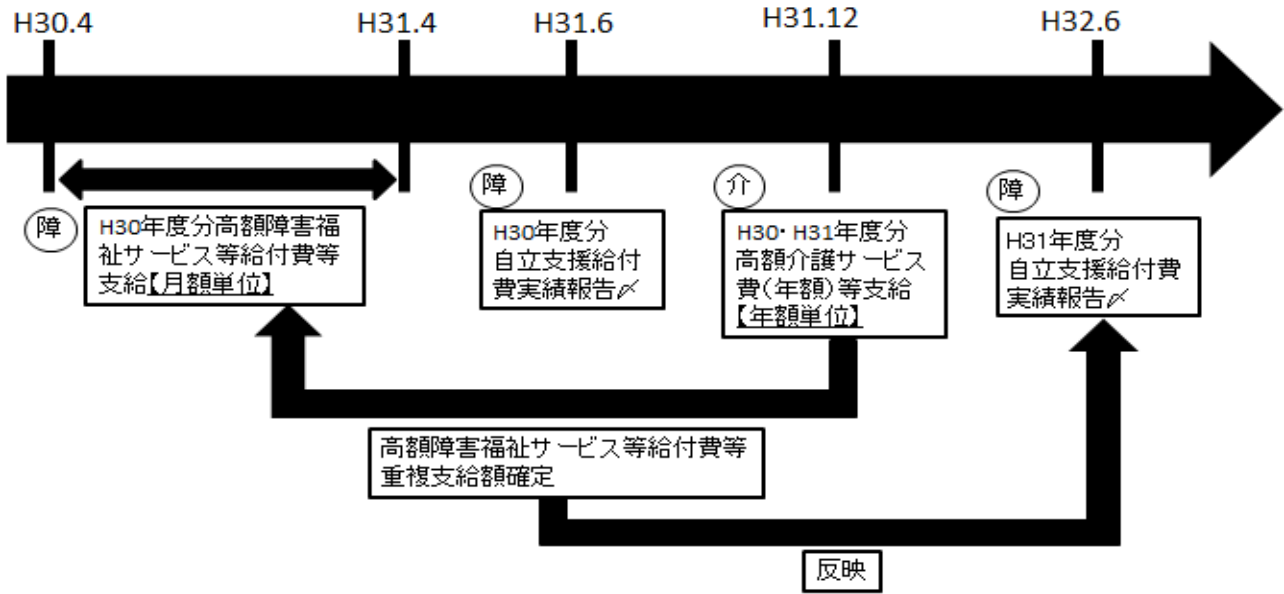 H30.4
H31.4
H31.6
H31.12
H32.6
障
H30年度分高額障害福
祉サービス等給付費等
支給【月額単位】
障
H30年度分
自立支援給付
費実績報告〆
介
H30・H31年度分
高額介護サービス
費(年額)等支給
【年額単位】
障
H31年度分
自立支援給付費
実績報告〆
高額障害福祉サービス等給付費等
重複支給額確定
反映